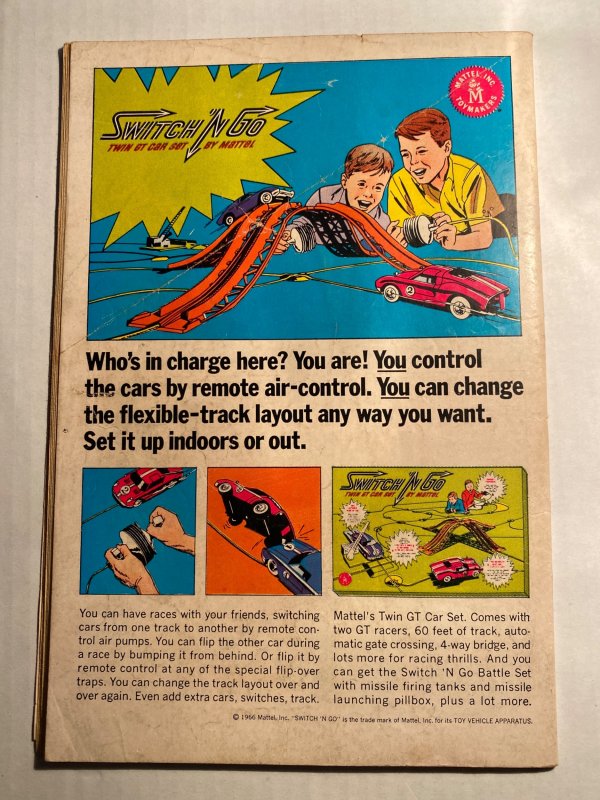 MATTEL, INC.
M
TOYMAKERS
SWITCH 'N GO
TWIN GT CAR SET BY MATTEL
2
Who's in charge here? You are! You control
the cars by remote air-control. You can change
the flexible-track layout any way you want.
Set it up indoors or out.
SWITCH 'N GO
TWIN GT CAR SET BY MATTEL
You can have races with your friends, switching
cars from one track to another by remote con-
trol air pumps. You can flip the other car during
a race by bumping it from behind. Or flip it by
remote control at any of the special flip-over
traps. You can change the track layout over and
over again. Even add extra cars, switches, track.
Mattel's Twin GT Car Set. Comes with
two GT racers, 60 feet of track, auto-
matic gate crossing, 4-way bridge, and
lots more for racing thrills. And you
can get the Switch 'N Go Battle Set
with missile firing tanks and missile
launching pillbox, plus a lot more.
© 1966 Mattel, Inc. "SWITCH 'N GO" is the trade mark of Mattel, Inc. for its TOY VEHICLE APPARATUS.